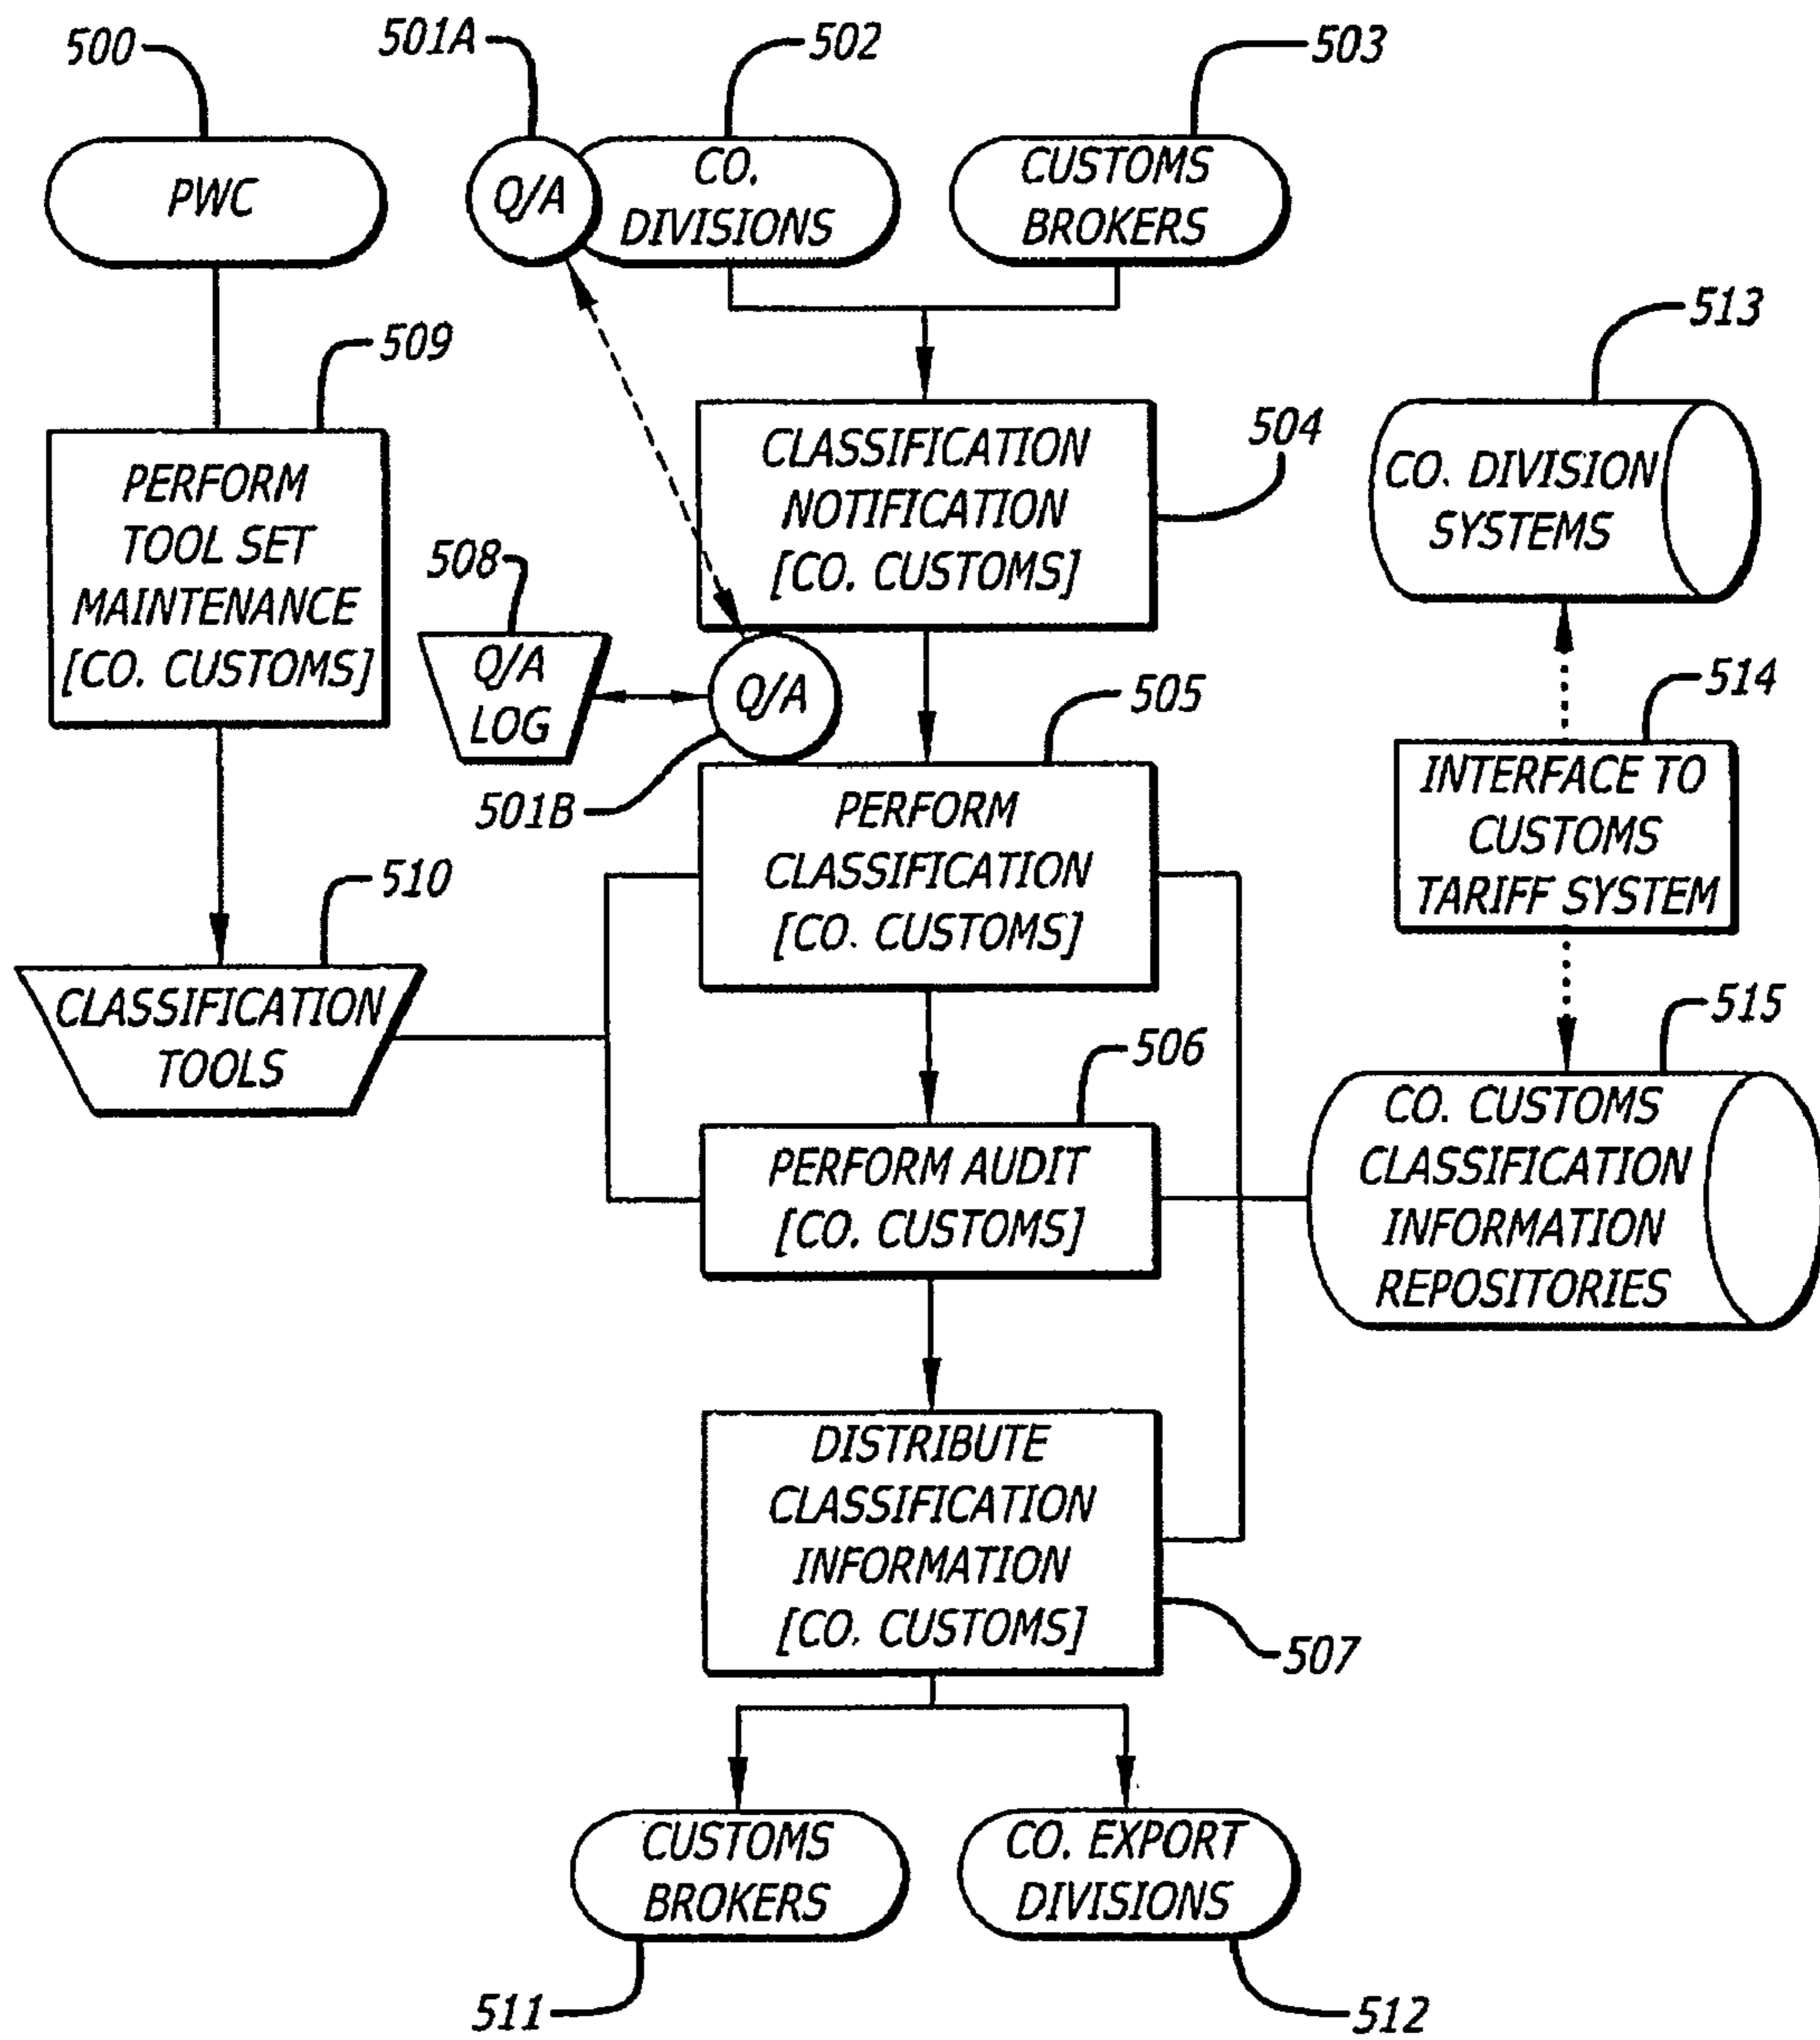 500
501A
502
503
PWC
Q/A
CO.
DIVISIONS
CUSTOMS
BROKERS
509
513
PERFORM
TOOL SET
MAINTENANCE
[CO. CUSTOMS]
CLASSIFICATION
NOTIFICATION
[CO. CUSTOMS]
504
CO. DIVISION
SYSTEMS
508
Q/A
LOG
Q/A
501B
505
514
INTERFACE TO
CUSTOMS
TARIFF SYSTEM
PERFORM
CLASSIFICATION
[CO. CUSTOMS]
510
CLASSIFICATION
TOOLS
506
515
PERFORM AUDIT
[CO. CUSTOMS]
CO. CUSTOMS
CLASSIFICATION
INFORMATION
REPOSITORIES
DISTRIBUTE
CLASSIFICATION
INFORMATION
[CO. CUSTOMS]
507
CUSTOMS
BROKERS
CO. EXPORT
DIVISIONS
511
512